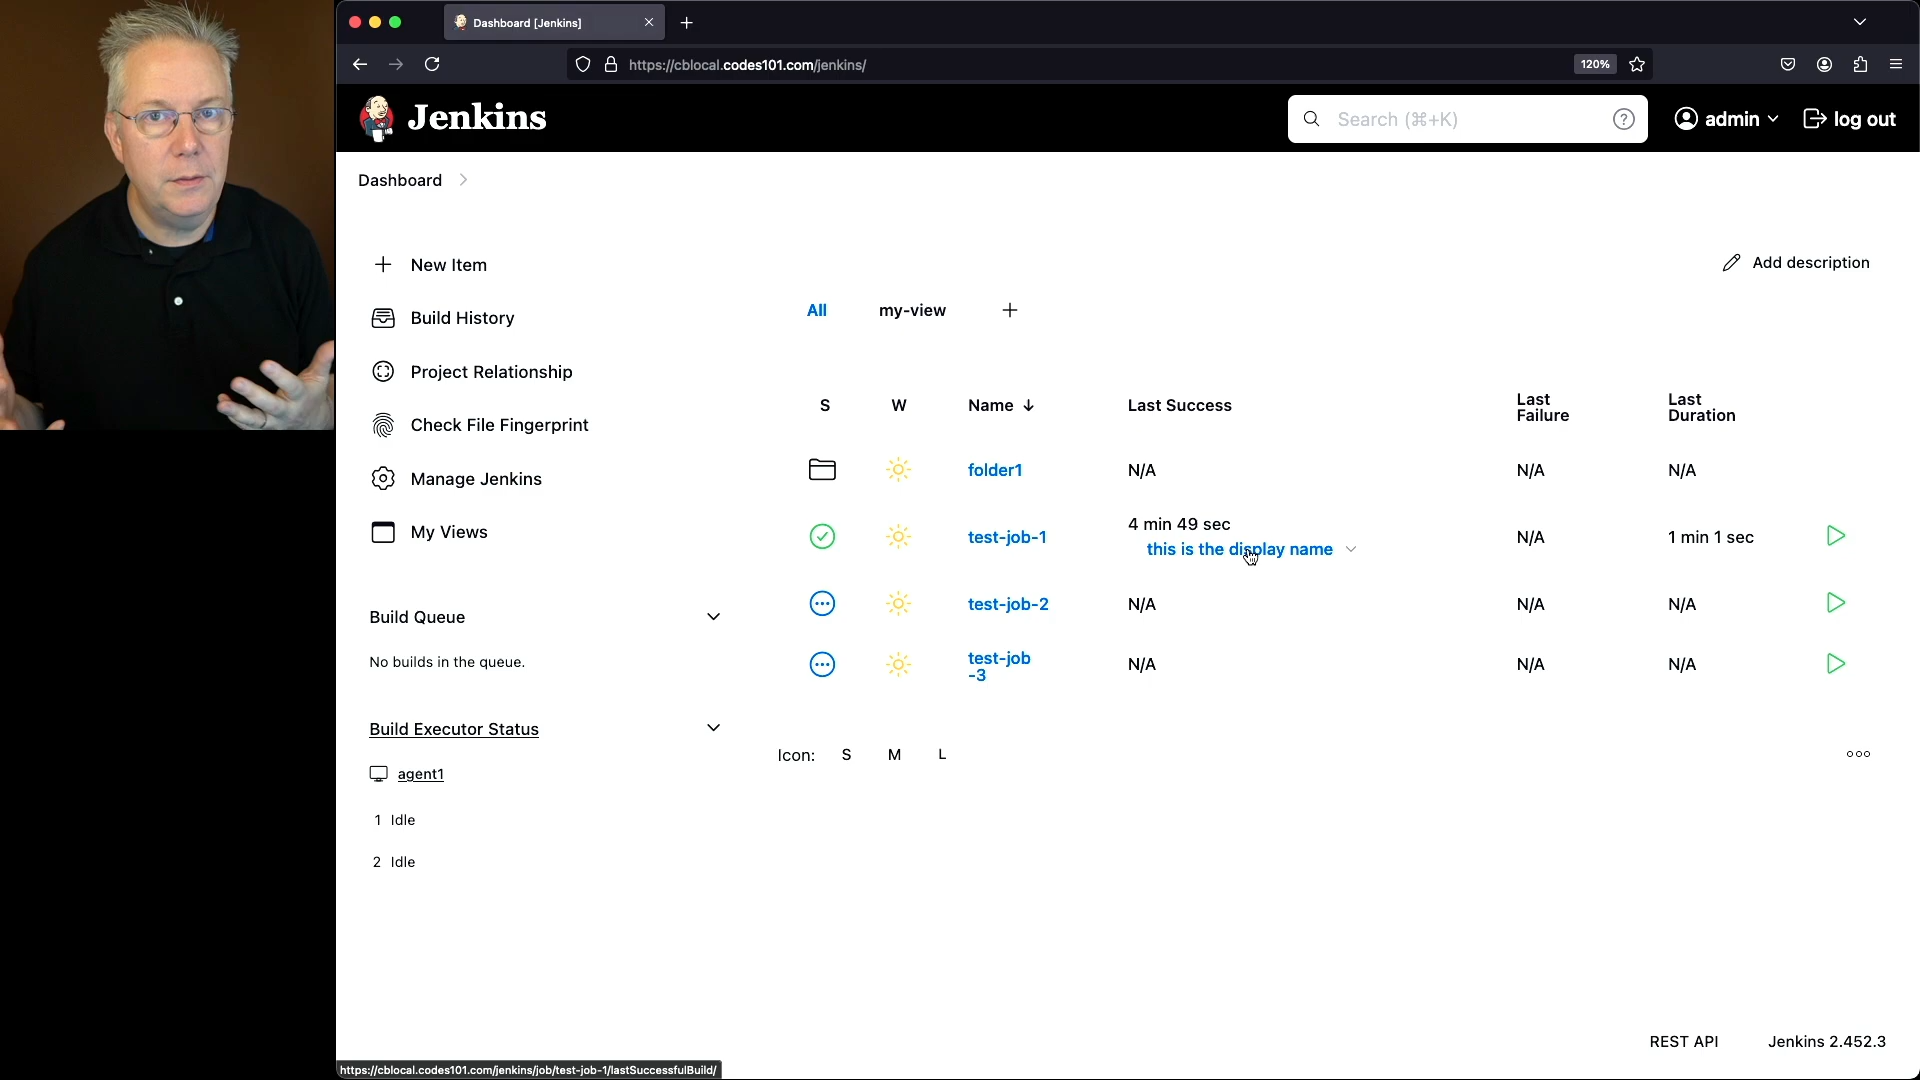 Dashboard [Jenkins]
https://cblocal.codes101.com/jenkins/
120%
Jenkins
Search (⌘+K)
?
admin
log out
Dashboard
New Item
Build History
Project Relationship
Check File Fingerprint
Manage Jenkins
My Views
Add description
All my-view +
S W Name ↓ Last Success Last Failure Last Duration
folder1 N/A N/A N/A
4 min 49 sec
test-job-1 this is the display name N/A 1 min 1 sec
test-job-2 N/A N/A N/A
test-job
-3 N/A N/A N/A
Icon: S M L
Build Queue
No builds in the queue.
Build Executor Status
agent1
1 Idle
2 Idle
REST API Jenkins 2.452.3
https://cblocal.codes101.com/jenkins/job/test-job-1/lastSuccessfulBuild/